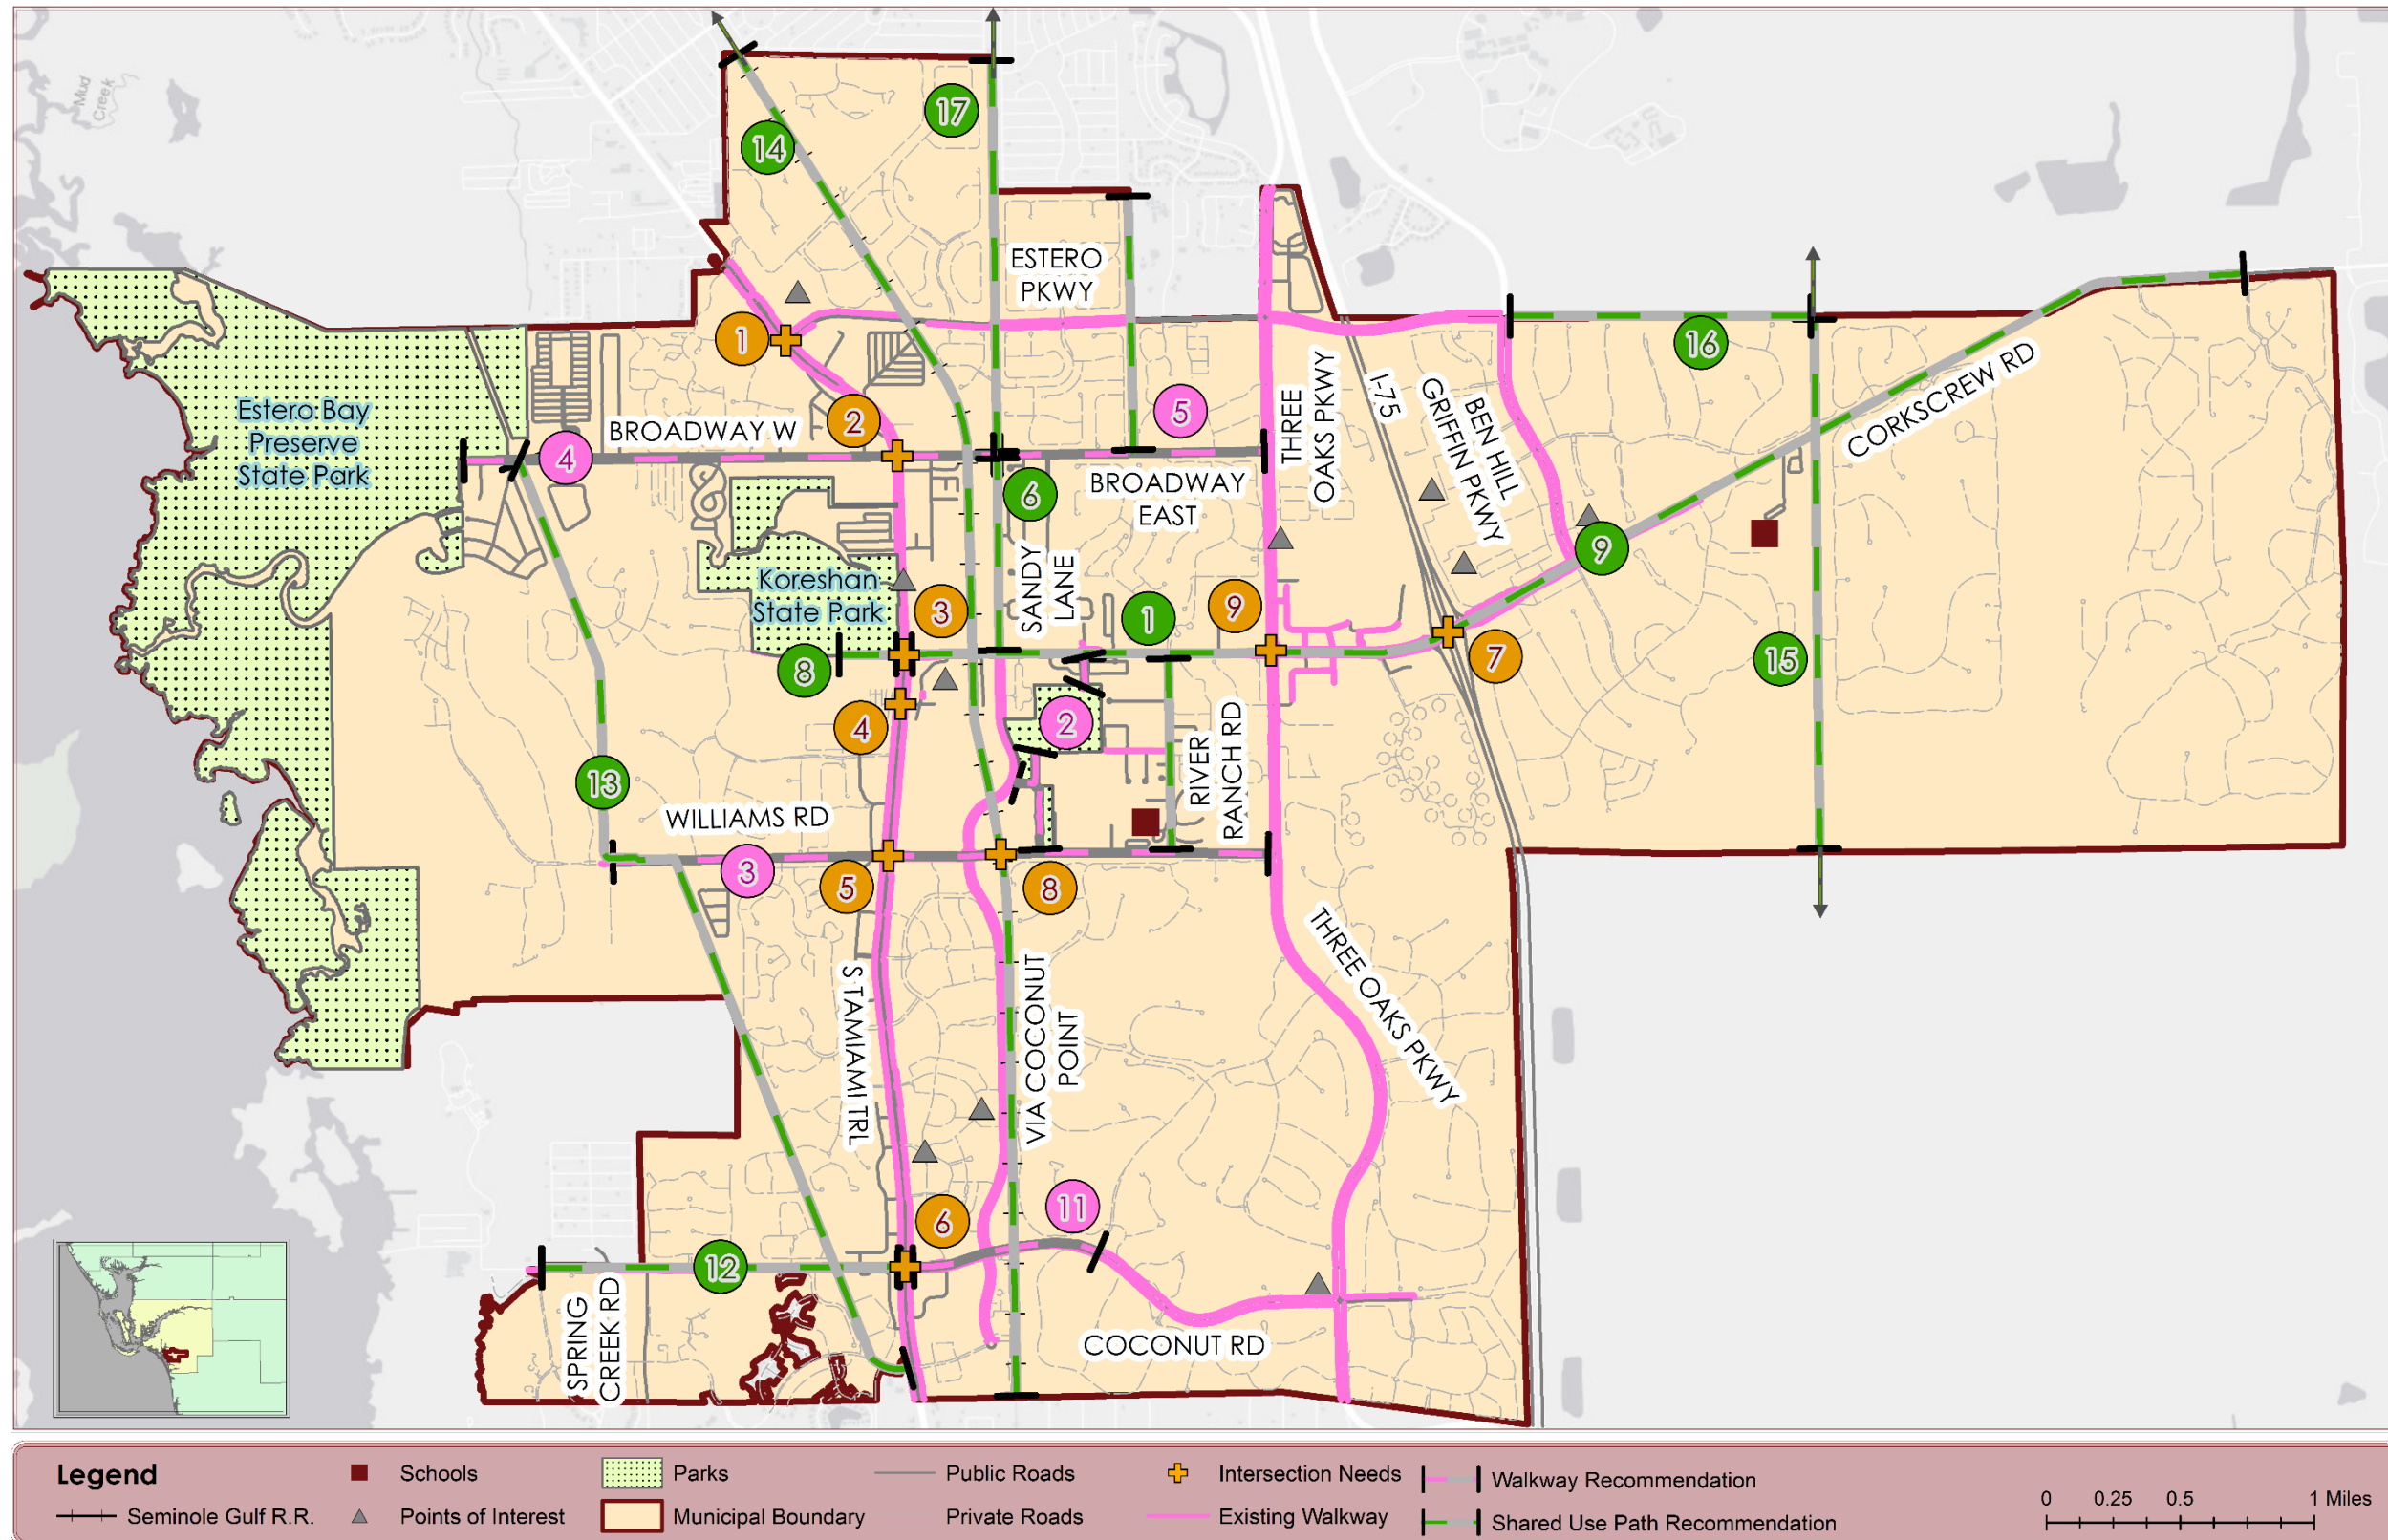 Mud
Creek
17
14
ESTERO
PKWY
1
16
2
5
4
BROADWAY W
Estero Bay
Preserve
State Park
THREE
OAKS PKWY
I-75
BEN HILL
GRIFFIN PKWY
CORKSCREW RD
6
BROADWAY
EAST
9
Koreshan
State Park
SANDY
LANE
3
1
9
8
7
15
4
2
RIVER
RANCH RD
13
WILLIAMS RD
3
5
8
S TAMIAMI TRL
VIA COCONUT
POINT
THREE OAKS PKWY
6
11
12
SPRING
CREEK RD
COCONUT RD
Legend
Schools
Parks
Public Roads
Intersection Needs
Walkway Recommendation
Seminole Gulf R.R.
Points of Interest
Municipal Boundary
Private Roads
Existing Walkway
Shared Use Path Recommendation
0 0.25 0.5 1 Miles